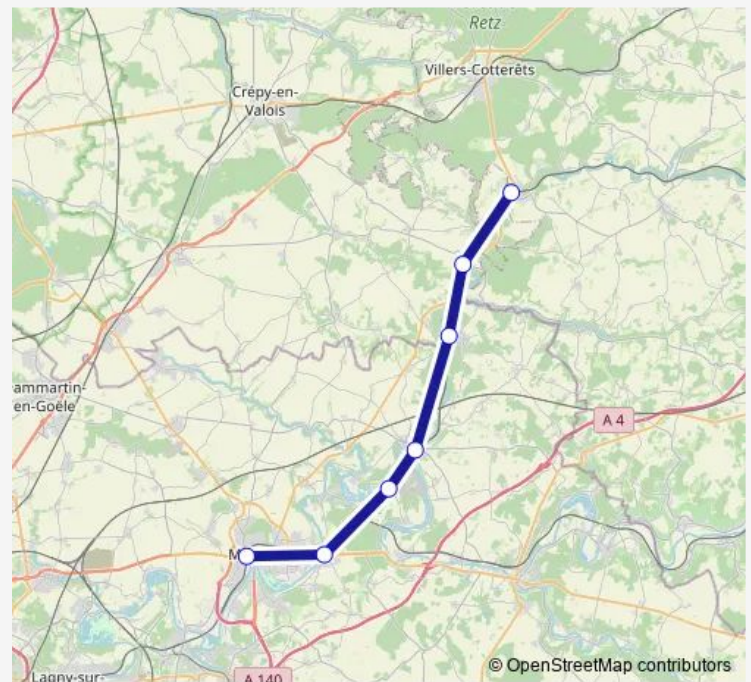 Retz
Villers-Cotterêts
Crépy-en-
Valois
ammartin-
en-Goële
A 4
M
© OpenStreetMap contributors
Lagny-sur-
A 140